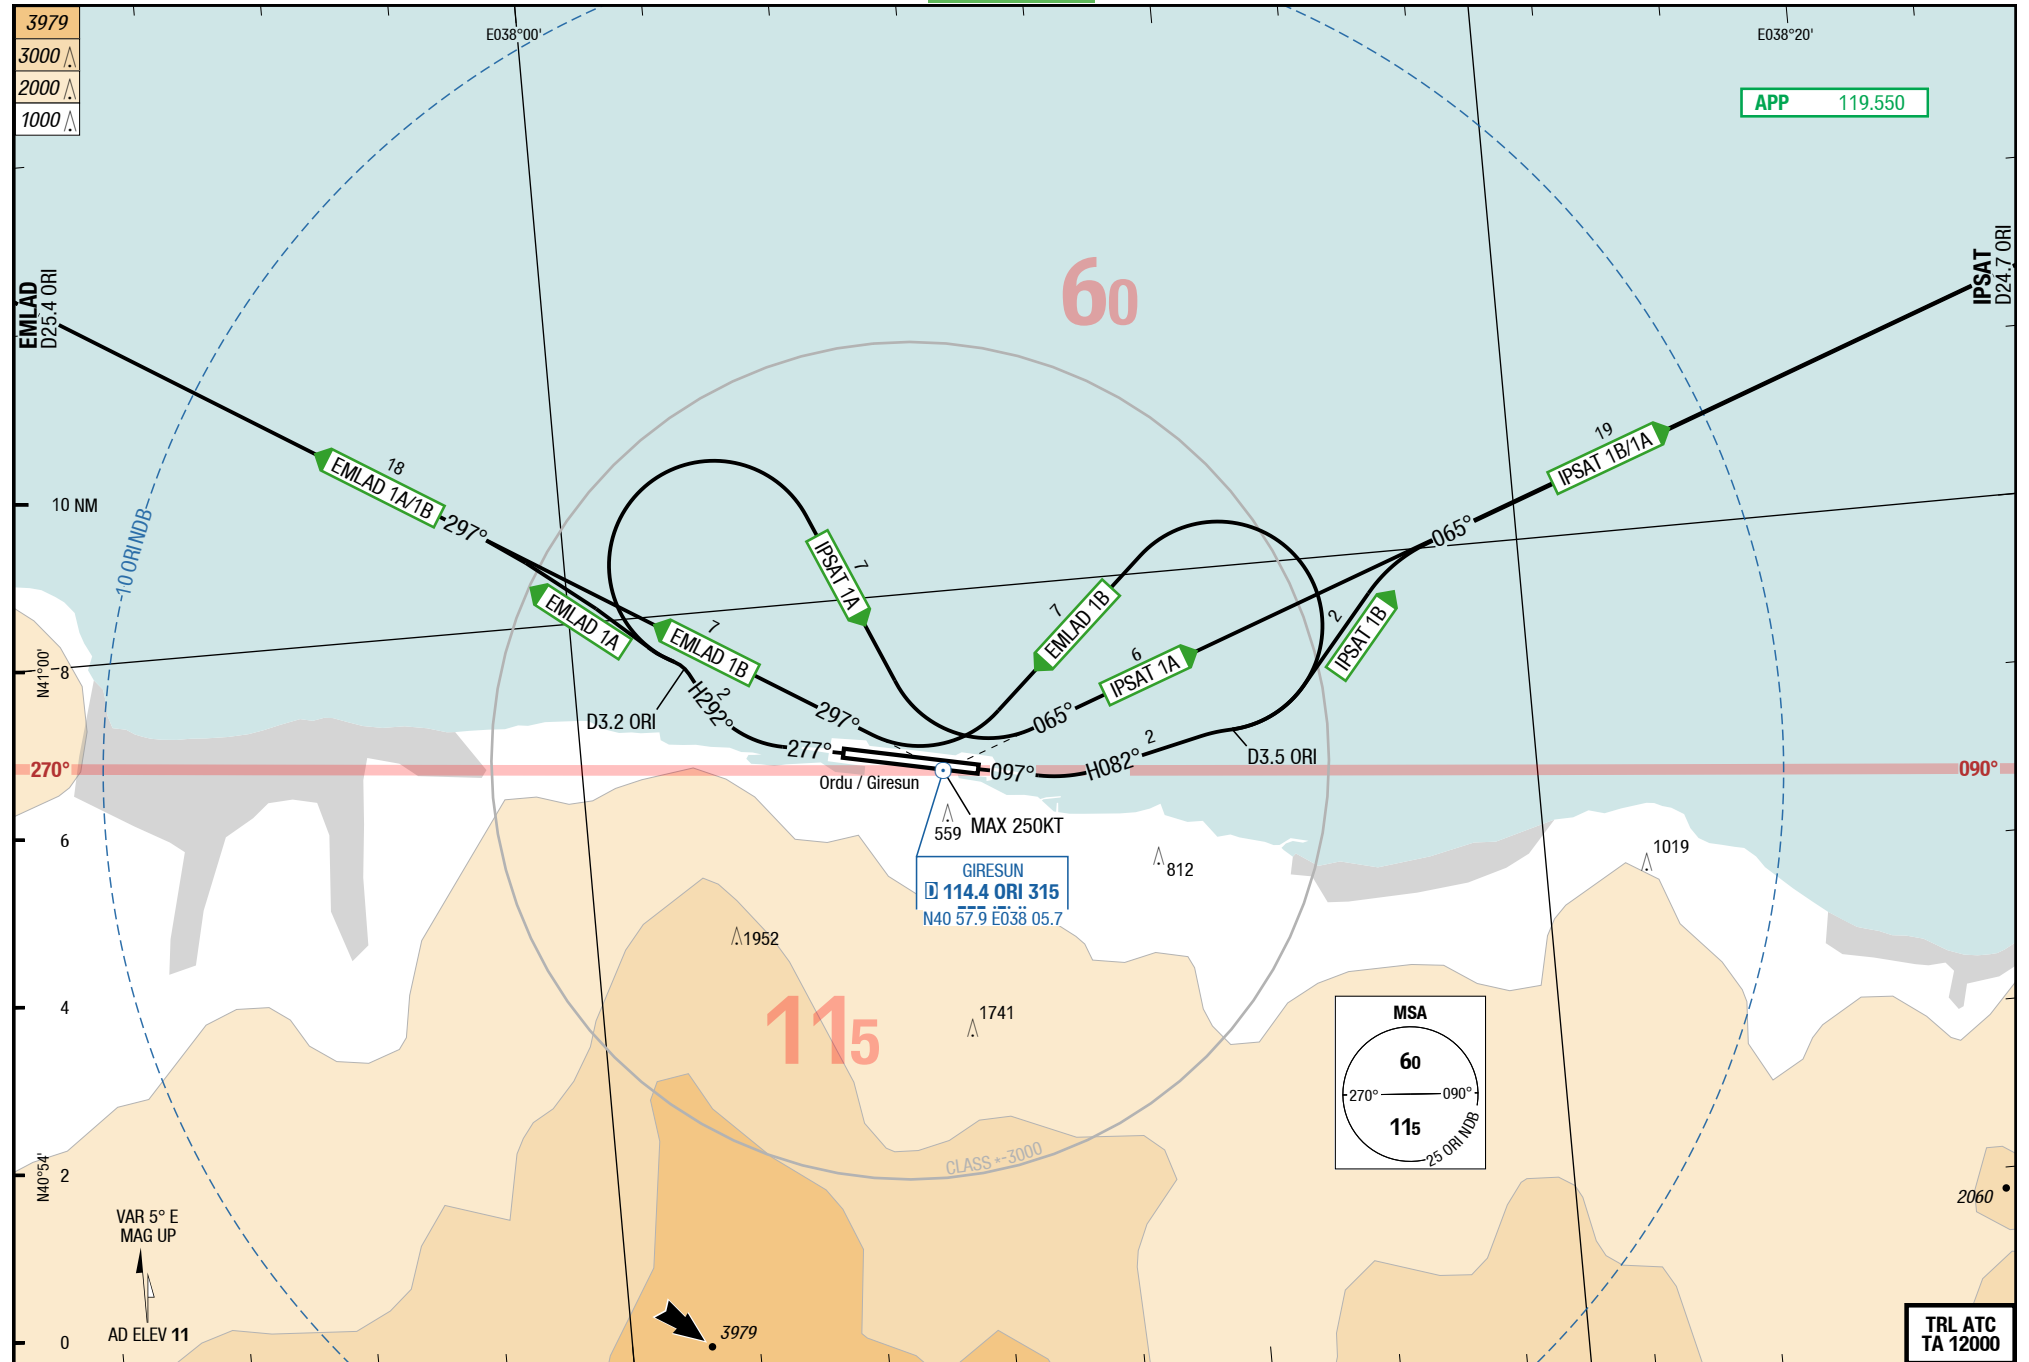 3979
3000
2000
1000
E038°00'
E038°20'
APP 119.550
EMLAD
D25.4 ORI
IPSAT
D24.7 ORI
60
18
EMLAD 1A/1B
297°
19
IPSAT 1B/1A
065°
10 NM
10 ORI NDB
7
IPSAT 1A
7
EMLAD 1B
EMLAD 1A
7
EMLAD 1B
2
IPSAT 1B
6
IPSAT 1A
N41°00'
8
D3.2 ORI
2
H292°
297°
065°
277°
097°
H082°
2
D3.5 ORI
270°
090°
Ordu / Giresun
559
MAX 250KT
6
812
1019
GIRESUN
D 114.4 ORI 315
N40 57.9 E038 05.7
1952
4
115
1741
MSA
60
270°
090°
115
25 ORI NDB
CLASS *-3000
N40°54'
2
2060
VAR 5° E
MAG UP
AD ELEV 11
0
3979
TRL ATC
TA 12000